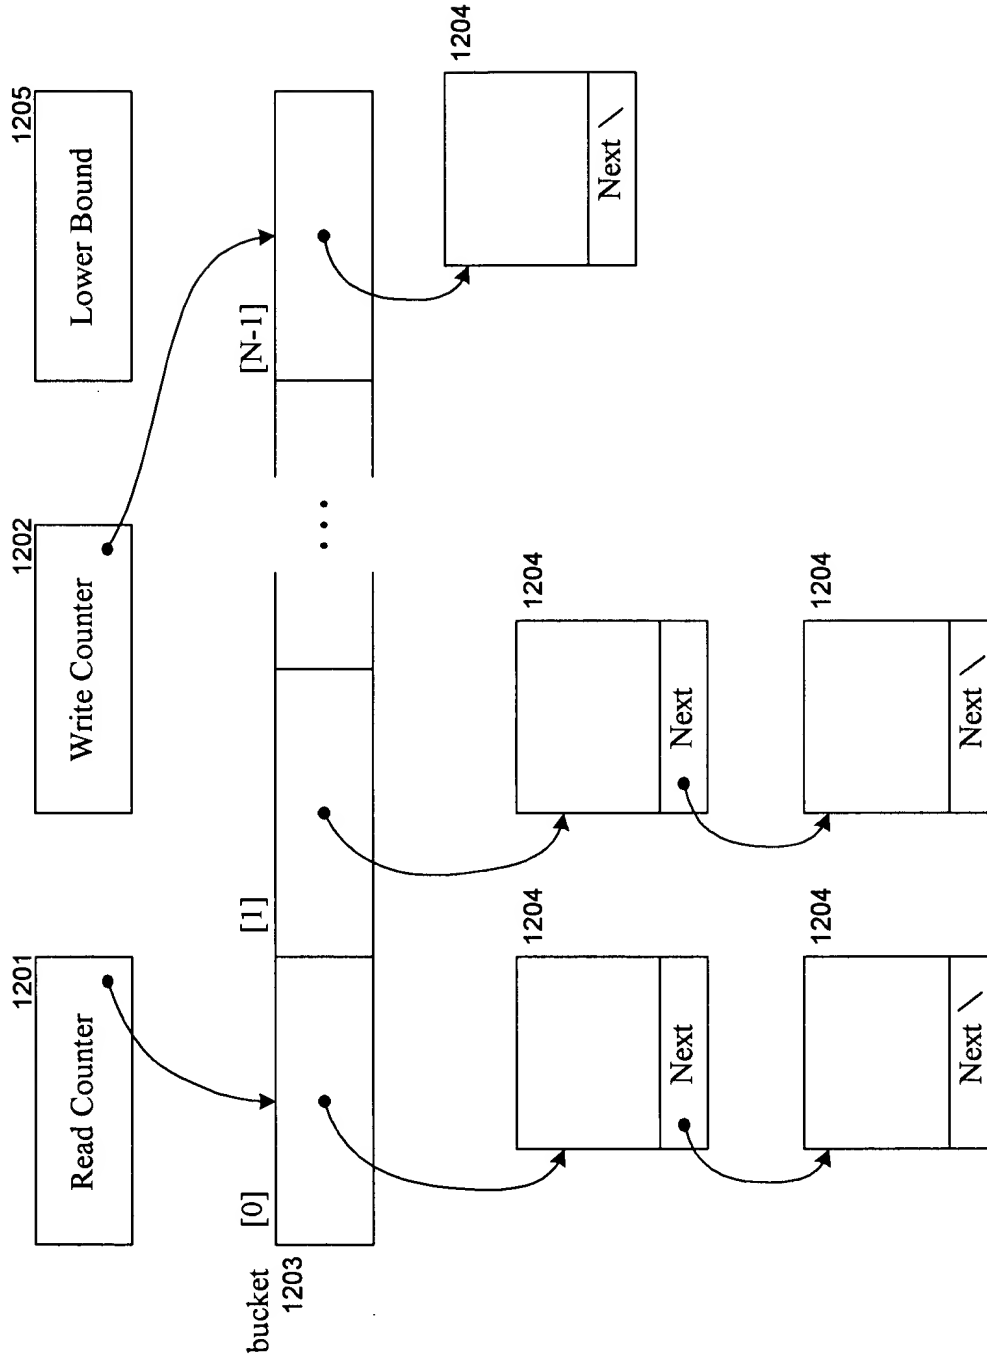 1201
Read Counter
1202
Write Counter
1205
Lower Bound
bucket
1203
[0]
[1]
...
[N-1]
1204
Next
1204
Next
1204
Next \
1204
Next \
1204
Next \